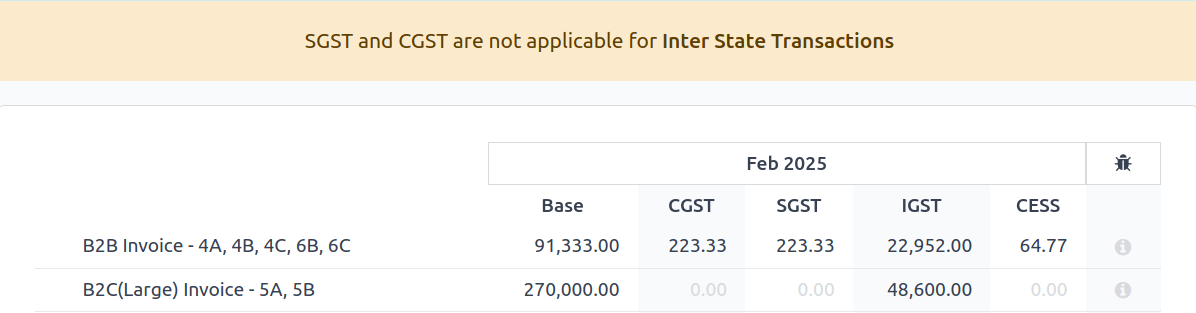 SGST and CGST are not applicable for Inter State Transactions
Feb 2025
Base CGST SGST IGST CESS
B2B Invoice - 4A, 4B, 4C, 6B, 6C 91,333.00 223.33 223.33 22,952.00 64.77
B2C(Large) Invoice - 5A, 5B 270,000.00 0.00 0.00 48,600.00 0.00